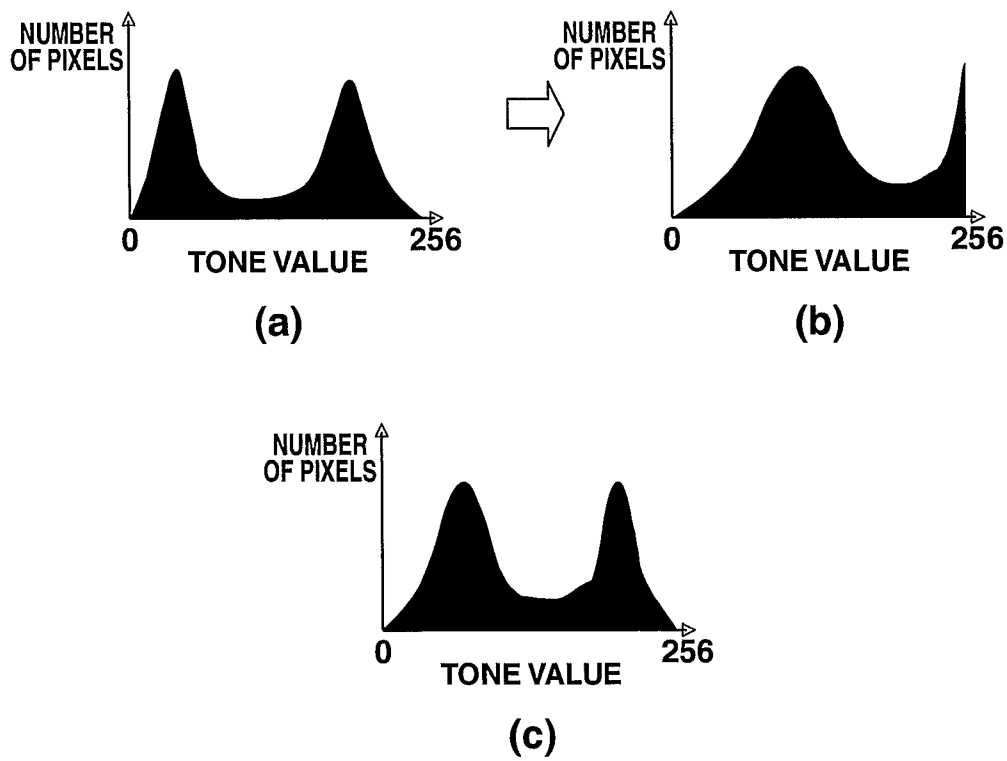 NUMBER
OF PIXELS
0
256
TONE VALUE
(a)
NUMBER
OF PIXELS
0
256
TONE VALUE
(b)
NUMBER
OF PIXELS
0
256
TONE VALUE
(c)